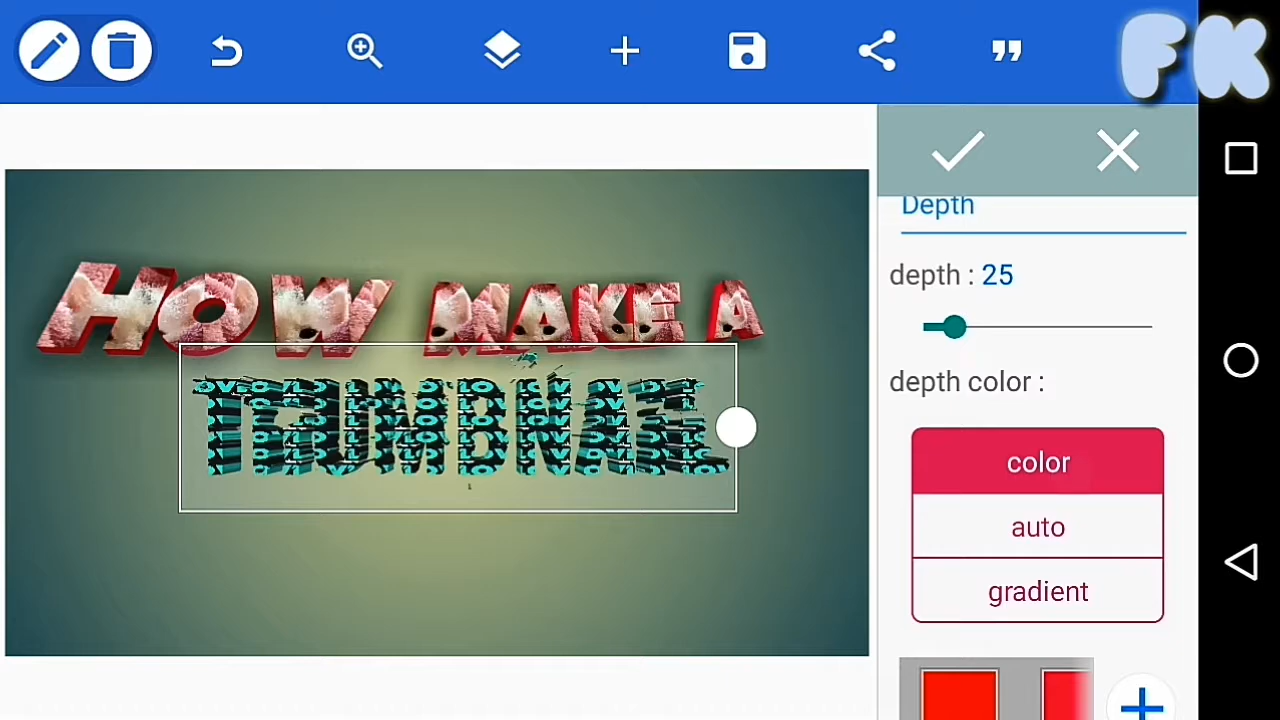 FK
Depth
depth : 25
depth color :
color
auto
gradient
HOW MAKE A
THUMBNAIL